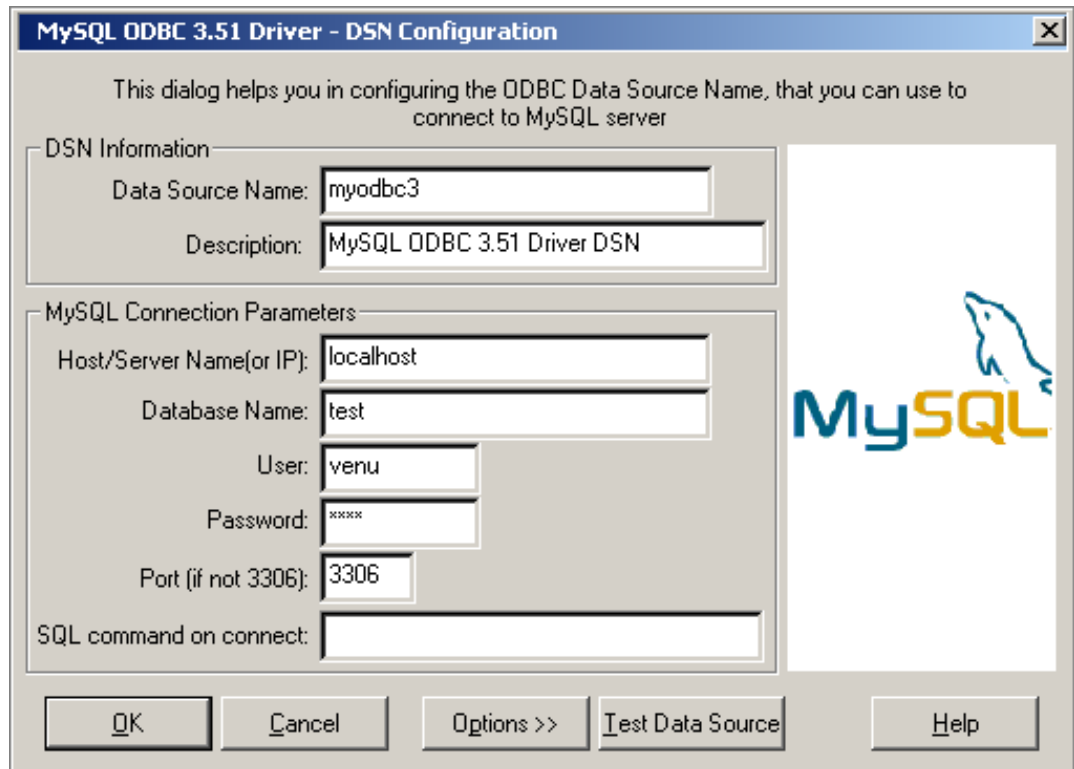 MySQL ODBC 3.51 Driver - DSN Configuration
This dialog helps you in configuring the ODBC Data Source Name, that you can use to
connect to MySQL server
DSN Information
Data Source Name: myodbc3
Description: MySQL ODBC 3.51 Driver DSN
MySQL Connection Parameters
Host/Server Name(or IP): localhost
Database Name: test
User: venu
Password: ****
Port (if not 3306): 3306
SQL command on connect:
MySQL
OK Cancel Options >> Test Data Source Help